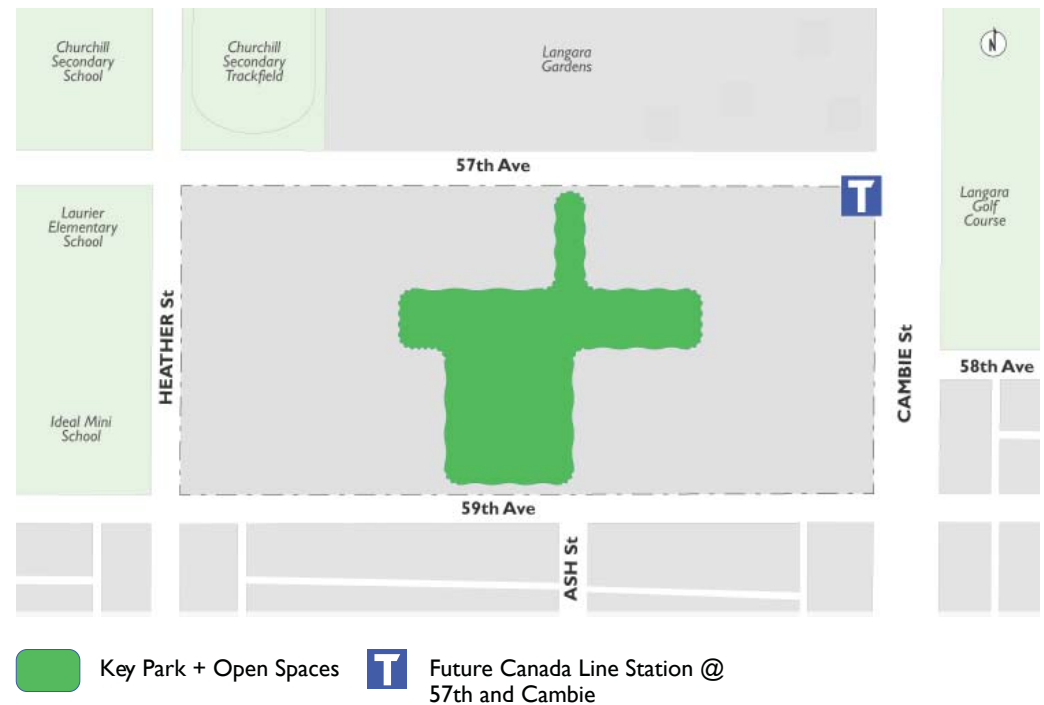 Churchill
Secondary
School
Churchill
Secondary
Trackfield
Langara
Gardens
N
57th Ave
T
Laurier
Elementary
School
Langara
Golf
Course
HEATHER St
CAMBIE St
58th Ave
Ideal Mini
School
59th Ave
ASH St
Key Park + Open Spaces
T
Future Canada Line Station @
57th and Cambie